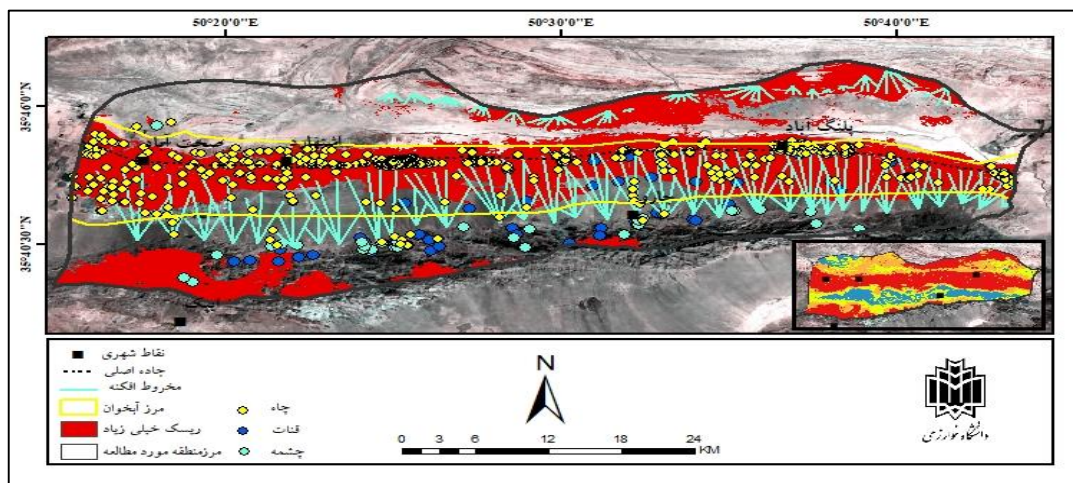 50°20'0"E 50°30'0"E 50°40'0"E
35°46'0"N
35°40'30"N
پلنگ آباد
نقاط شهری
جاده اصلی
مخروط افکنه
مرز آبخوان
ریسک خیلی زیاد
مرزمنطقه مورد مطالعه
چاه
قنات
چشمه
N
0 3 6 12 18 24
KM
دانشگاه خوارزمی